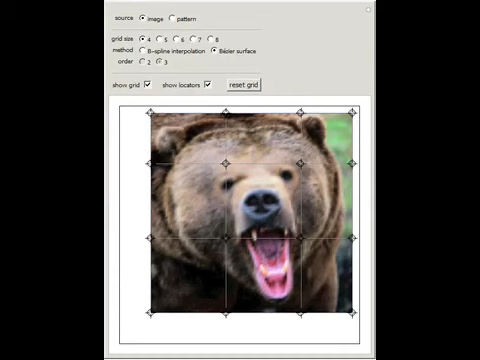 source image pattern
grid size 4 5 6 7 8
method B-spline interpolation Bézier surface
order 2 3
show grid show locators reset grid